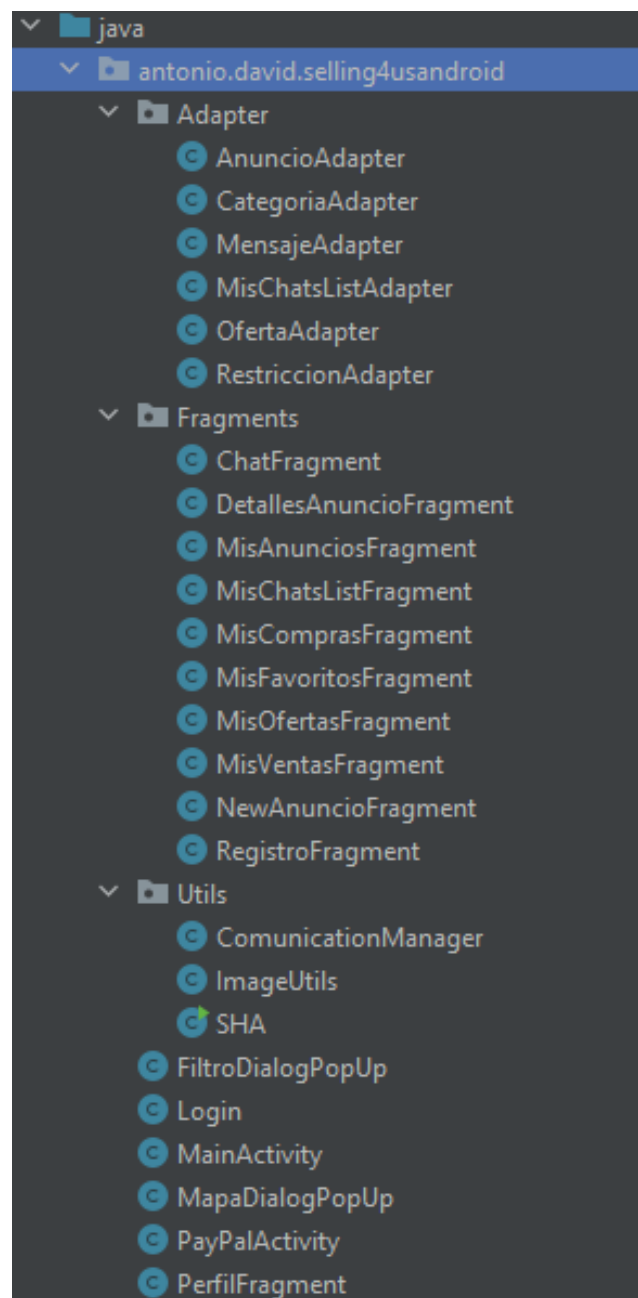 java
antonio.david.selling4usandroid
Adapter
AnuncioAdapter
CategoriaAdapter
MensajeAdapter
MisChatsListAdapter
OfertaAdapter
RestriccionAdapter
Fragments
ChatFragment
DetallesAnuncioFragment
MisAnunciosFragment
MisChatsListFragment
MisComprasFragment
MisFavoritosFragment
MisOfertasFragment
MisVentasFragment
NewAnuncioFragment
RegistroFragment
Utils
ComunicationManager
ImageUtils
SHA
FiltroDialogPopUp
Login
MainActivity
MapaDialogPopUp
PayPalActivity
PerfilFragment